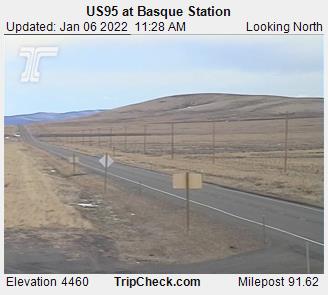 US95 at Basque Station
Updated: Jan 06 2022 11:28 AM Looking North
Elevation 4460 TripCheck.com Milepost 91.62